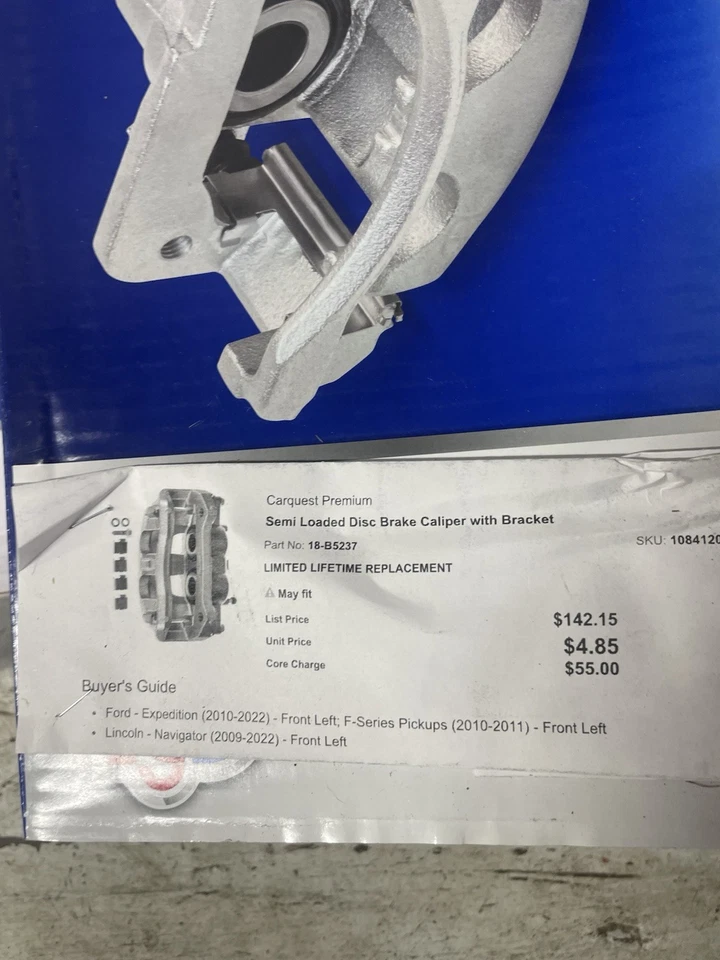 Carquest Premium
Semi Loaded Disc Brake Caliper with Bracket
Part No: 18-B5237
SKU: 1084120
LIMITED LIFETIME REPLACEMENT
May fit
List Price $142.15
Unit Price $4.85
Core Charge $55.00
Buyer's Guide
• Ford - Expedition (2010-2022) - Front Left; F-Series Pickups (2010-2011) - Front Left
• Lincoln - Navigator (2009-2022) - Front Left